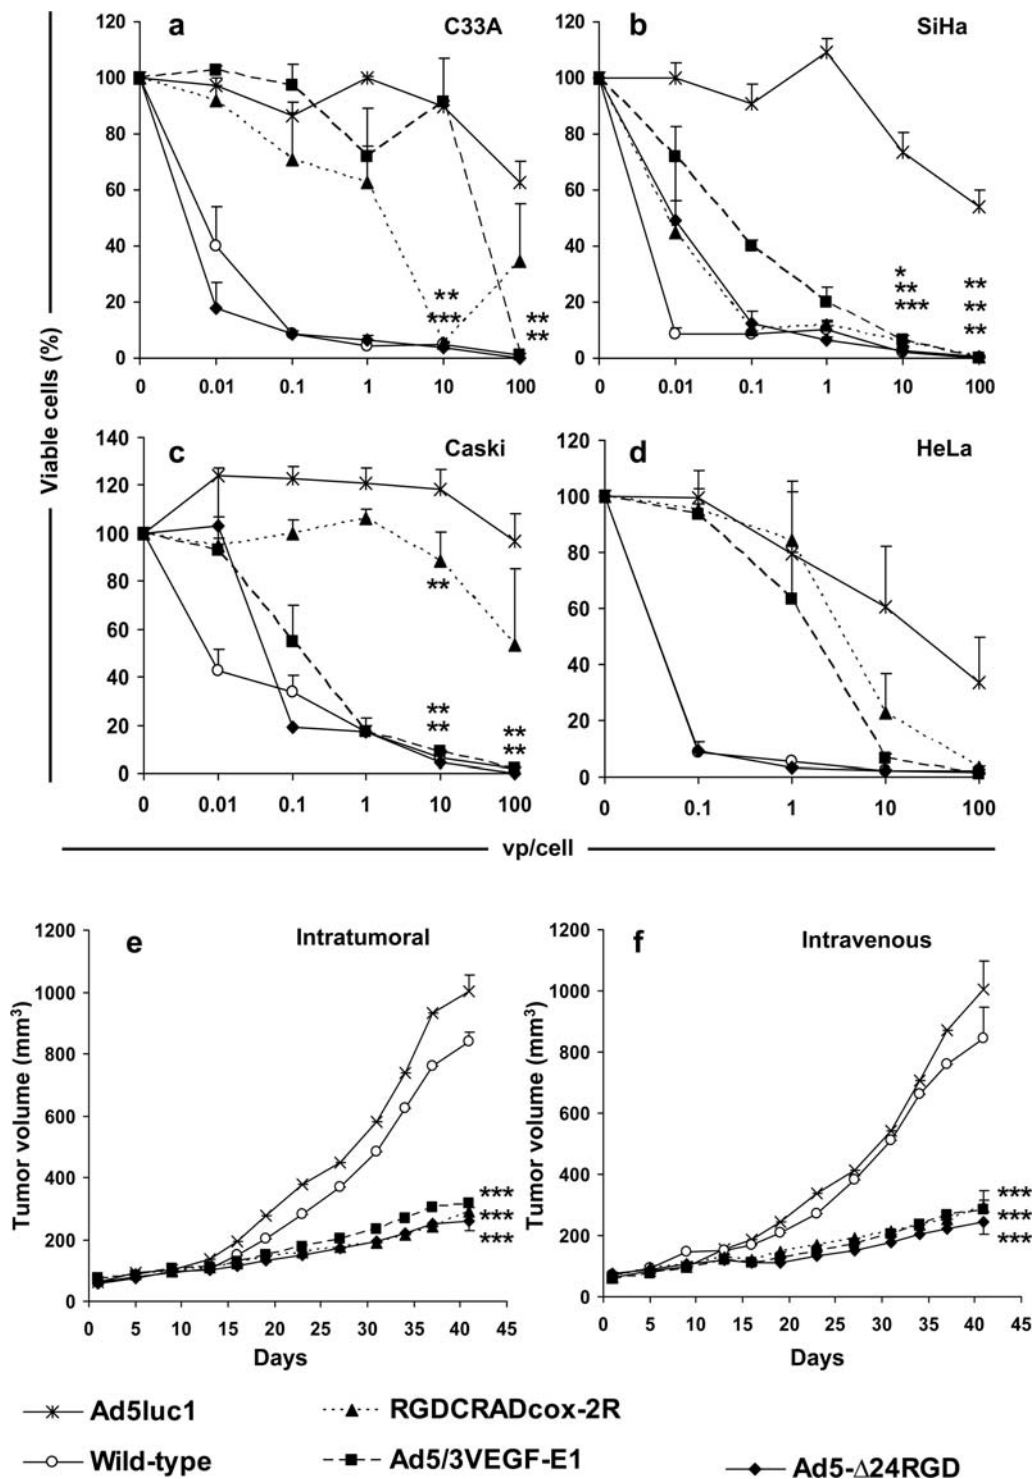 a C33A
120
100
80
60
40
20
0
0 0.01 0.1 1 10 100
**
***
**
**
b SiHa
120
100
80
60
40
20
0
0 0.01 0.1 1 10 100
*
**
***
**
**
**
Viable cells (%)
c Caski
140
120
100
80
60
40
20
0
0 0.01 0.1 1 10 100
**
**
**
**
**
d HeLa
120
100
80
60
40
20
0
0 0.1 1 10 100
vp/cell
e Intratumoral
Tumor volume (mm³)
1200
1000
800
600
400
200
0
0 5 10 15 20 25 30 35 40 45
Days
***
***
***
f Intravenous
Tumor volume (mm³)
1200
1000
800
600
400
200
0
0 5 10 15 20 25 30 35 40 45
Days
***
***
***
Ad5luc1
RGDCRADcox-2R
Wild-type
Ad5/3VEGF-E1
Ad5-Δ24RGD